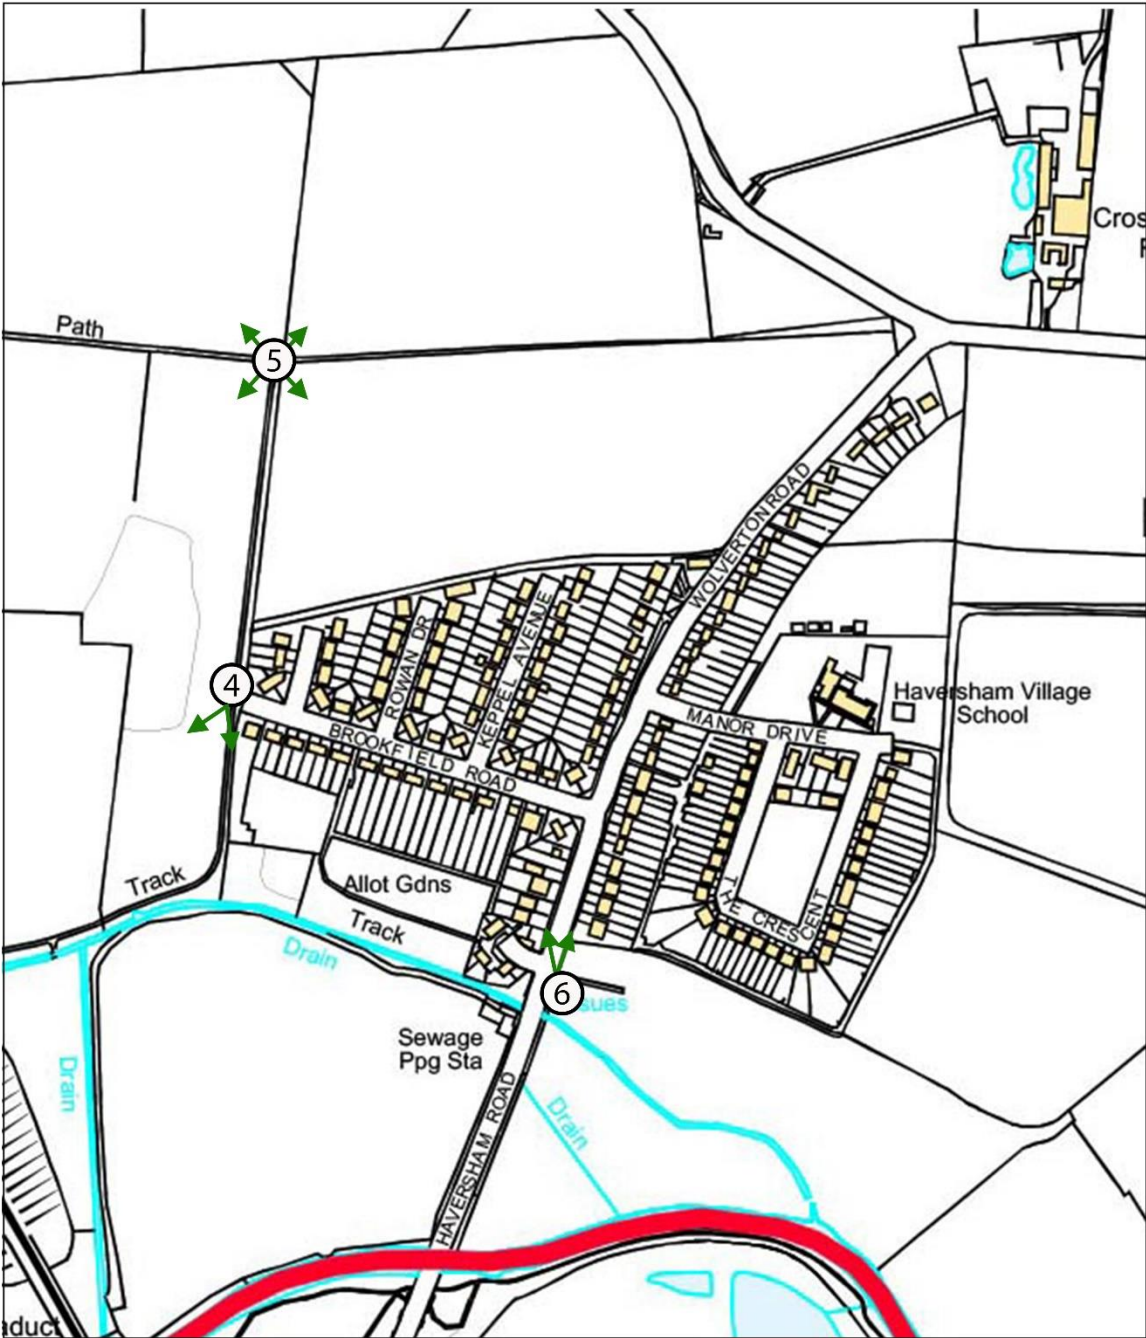 Cros
Path
5
WOLVERTON ROAD
4
ROWAN DR
KEPPEL AVENUE
Haversham Village
School
MANOR DRIVE
BROOKFIELD ROAD
Track
Allot Gdns
THE CRESCENT
Track
Drain
6
sues
Sewage
Ppg Sta
Drain
Drain
HAVERSHAM ROAD
aduct